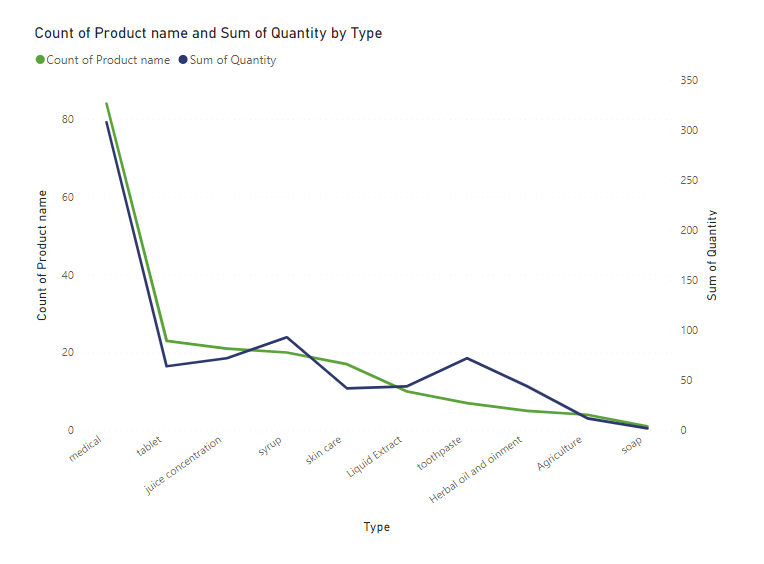 Count of Product name and Sum of Quantity by Type
Count of Product name Sum of Quantity
350
300
250
200
150
100
50
0
80
60
40
20
0
Count of Product name
Sum of Quantity
medical
tablet
juice concentration
syrup
skin care
Liquid Extract
toothpaste
Herbal oil and oinment
Agriculture
soap
Type